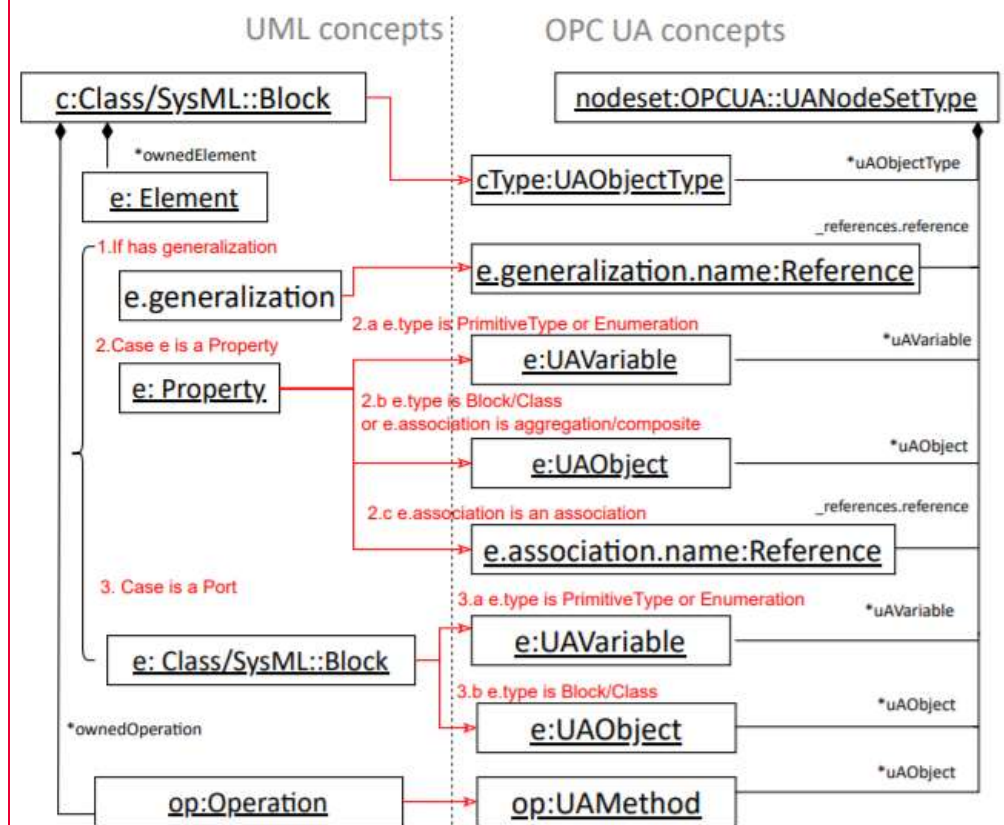 UML concepts
OPC UA concepts
c:Class/SysML::Block
nodeset:OPCUA::UANodeSetType
*ownedElement
*uAObjectType
e: Element
cType:UAObjectType
_references.reference
1.If has generalization
e.generalization
e.generalization.name:Reference
2.a e.type is PrimitiveType or Enumeration
*uAVariable
2.Case e is a Property
e:UAVariable
e: Property
2.b e.type is Block/Class
or e.association is aggregation/composite
*uAObject
e:UAObject
_references.reference
2.c e.association is an association
e.association.name:Reference
3. Case is a Port
3.a e.type is PrimitiveType or Enumeration
*uAVariable
e:UAVariable
e: Class/SysML::Block
3.b e.type is Block/Class
*uAObject
*ownedOperation
e:UAObject
*uAObject
op:Operation
op:UAMethod